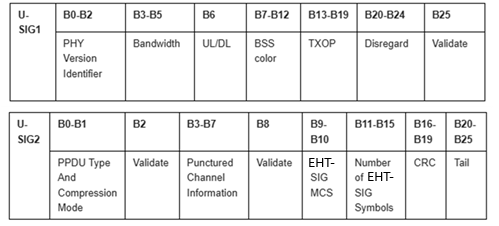 U-SIG1 B0-B2 B3-B5 B6 B7-B12 B13-B19 B20-B24 B25
PHY Version Identifier Bandwidth UL/DL BSS color TXOP Disregard Validate
U-SIG2 B0-B1 B2 B3-B7 B8 B9-B10 B11-B15 B16-B19 B20-B25
PPDU Type And Compression Mode Validate Punctured Channel Information Validate EHT-SIG MCS Number of EHT-SIG Symbols CRC Tail